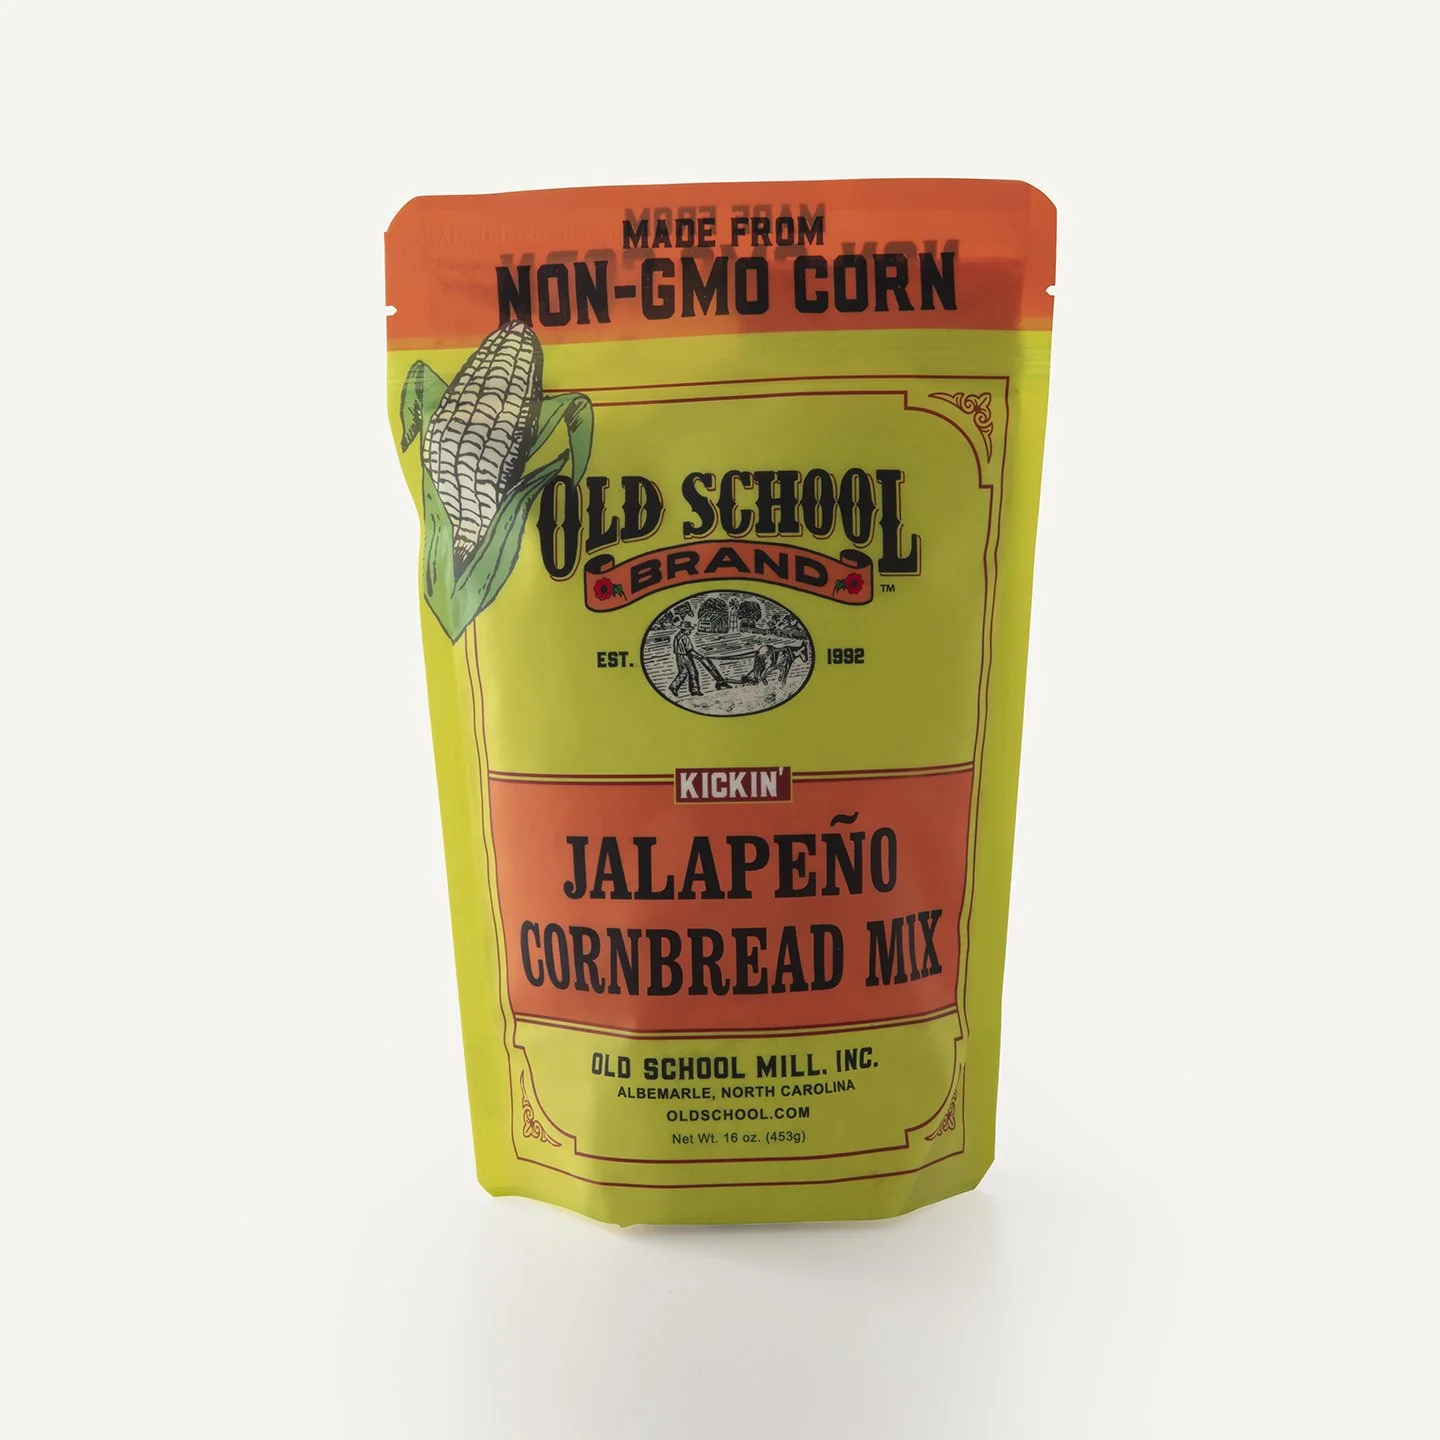 MADE FROM
NON-GMO CORN
OLD SCHOOL
BRAND
™
EST. 1992
KICKIN'
JALAPEÑO
CORNBREAD MIX
OLD SCHOOL MILL, INC.
ALBEMARLE, NORTH CAROLINA
OLDSCHOOL.COM
Net Wt. 16 oz. (453g)